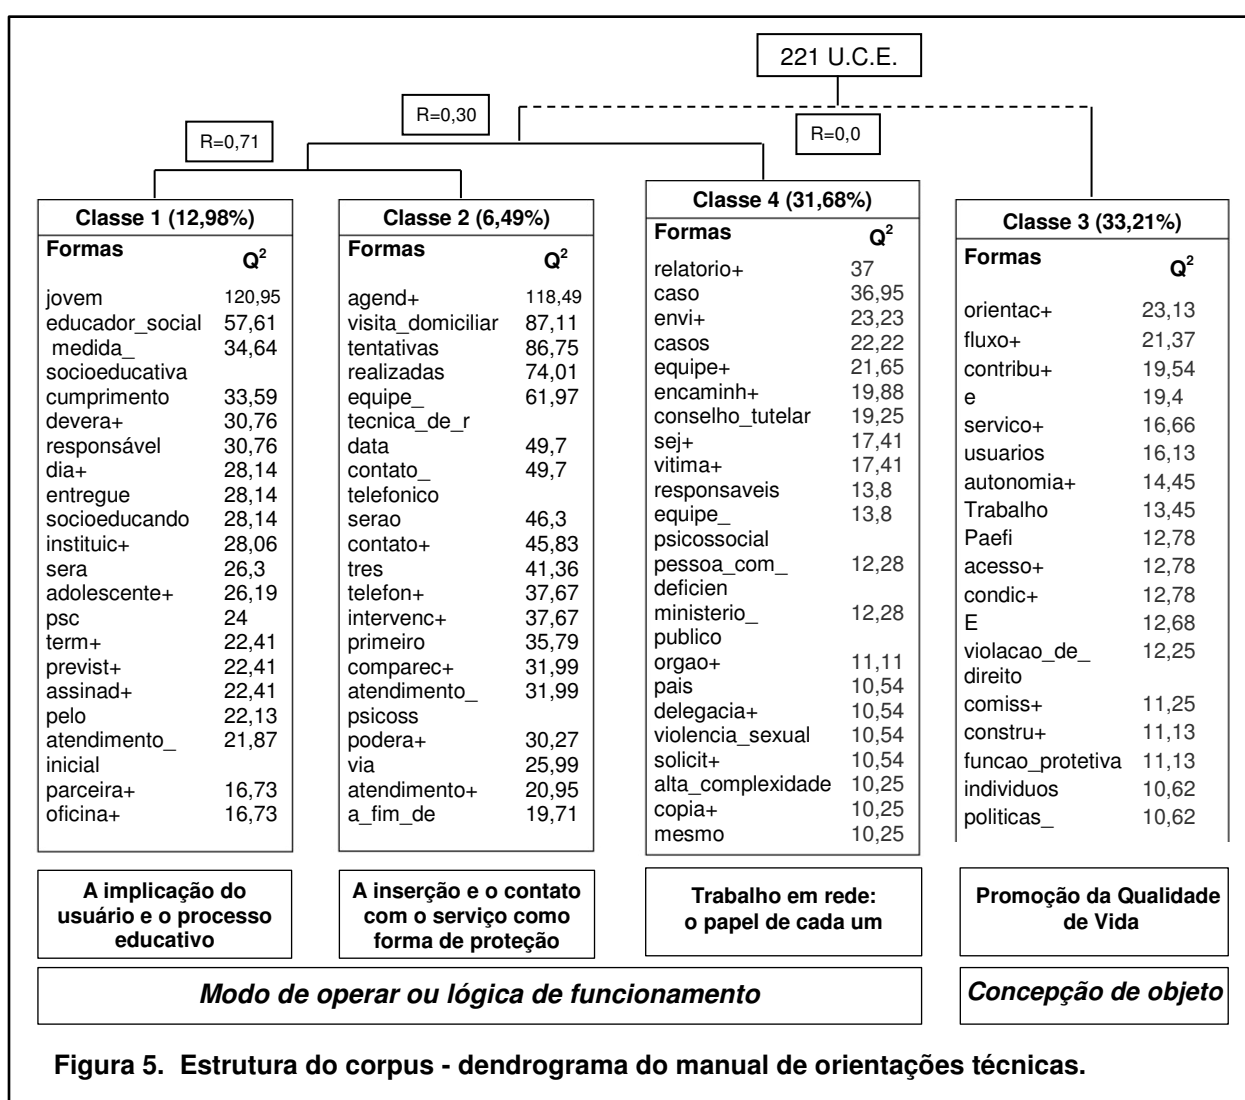 221 U.C.E.
R=0,30
R=0,71
R=0,0
Classe 1 (12,98%)
Formas Q²
jovem 120,95
educador_social 57,61
medida_ 34,64
socioeducativa
cumprimento 33,59
devera+ 30,76
responsável 30,76
dia+ 28,14
entregue 28,14
socioeducando 28,14
instituic+ 28,06
sera 26,3
adolescente+ 26,19
psc 24
term+ 22,41
previst+ 22,41
assinad+ 22,41
pelo 22,13
atendimento_ 21,87
inicial
parceira+ 16,73
oficina+ 16,73
A implicação do
usuário e o processo
educativo
Classe 2 (6,49%)
Formas Q²
agend+ 118,49
visita_domiciliar 87,11
tentativas 86,75
realizadas 74,01
equipe_ 61,97
tecnica_de_r
data 49,7
contato_ 49,7
telefonico
serao 46,3
contato+ 45,83
tres 41,36
telefon+ 37,67
intervenc+ 37,67
primeiro 35,79
comparec+ 31,99
atendimento_ 31,99
psicoss
podera+ 30,27
via 25,99
atendimento+ 20,95
a_fim_de 19,71
A inserção e o contato
com o serviço como
forma de proteção
Classe 4 (31,68%)
Formas Q²
relatorio+ 37
caso 36,95
envi+ 23,23
casos 22,22
equipe+ 21,65
encaminh+ 19,88
conselho_tutelar 19,25
sej+ 17,41
vitima+ 17,41
responsaveis 13,8
equipe_ 13,8
psicossocial
pessoa_com_ 12,28
deficien
ministerio_ 12,28
publico
orgao+ 11,11
pais 10,54
delegacia+ 10,54
violencia_sexual 10,54
solicit+ 10,54
alta_complexidade 10,25
copia+ 10,25
mesmo 10,25
Trabalho em rede:
o papel de cada um
Classe 3 (33,21%)
Formas Q²
orientac+ 23,13
fluxo+ 21,37
contribu+ 19,54
e 19,4
servico+ 16,66
usuarios 16,13
autonomia+ 14,45
Trabalho 13,45
Paefi 12,78
acesso+ 12,78
condic+ 12,78
E 12,68
violacao_de_ 12,25
direito
comiss+ 11,25
constru+ 11,13
funcao_protetiva 11,13
individuos 10,62
politicas_ 10,62
Promoção da Qualidade
de Vida
Modo de operar ou lógica de funcionamento
Concepção de objeto
Figura 5. Estrutura do corpus - dendrograma do manual de orientações técnicas.